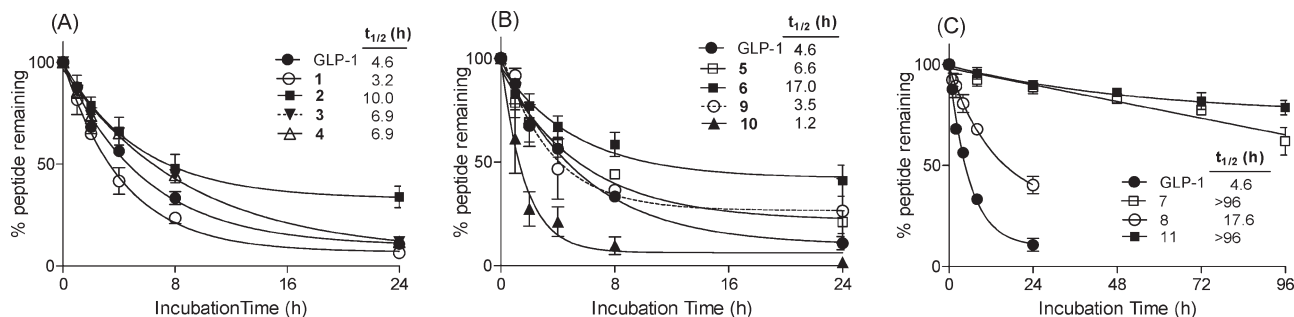 (A)
% peptide remaining
100
50
0
0 8 16 24
IncubationTime (h)
t1/2 (h)
GLP-1 4.6
1 3.2
2 10.0
3 6.9
4 6.9
(B)
% peptide remaining
100
50
0
0 8 16 24
Incubation Time (h)
t1/2 (h)
GLP-1 4.6
5 6.6
6 17.0
9 3.5
10 1.2
(C)
% peptide remaining
100
50
0
0 24 48 72 96
Incubation Time (h)
t1/2 (h)
GLP-1 4.6
7 >96
8 17.6
11 >96